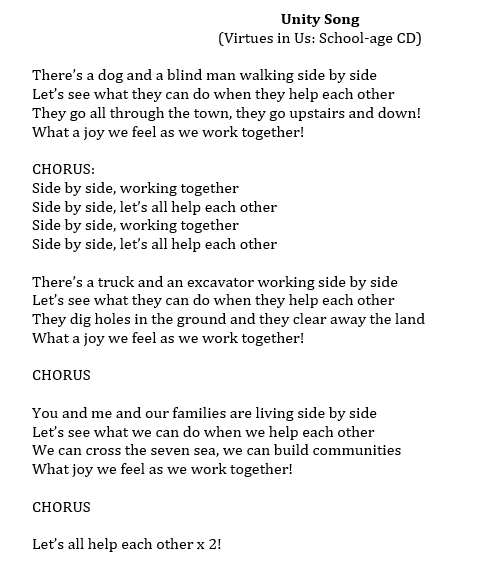 Unity Song
(Virtues in Us: School-age CD)
There’s a dog and a blind man walking side by side
Let’s see what they can do when they help each other
They go all through the town, they go upstairs and down!
What a joy we feel as we work together!
CHORUS:
Side by side, working together
Side by side, let’s all help each other
Side by side, working together
Side by side, let’s all help each other
There’s a truck and an excavator working side by side
Let’s see what they can do when they help each other
They dig holes in the ground and they clear away the land
What a joy we feel as we work together!
CHORUS
You and me and our families are living side by side
Let’s see what we can do when we help each other
We can cross the seven sea, we can build communities
What joy we feel as we work together!
CHORUS
Let’s all help each other x 2!